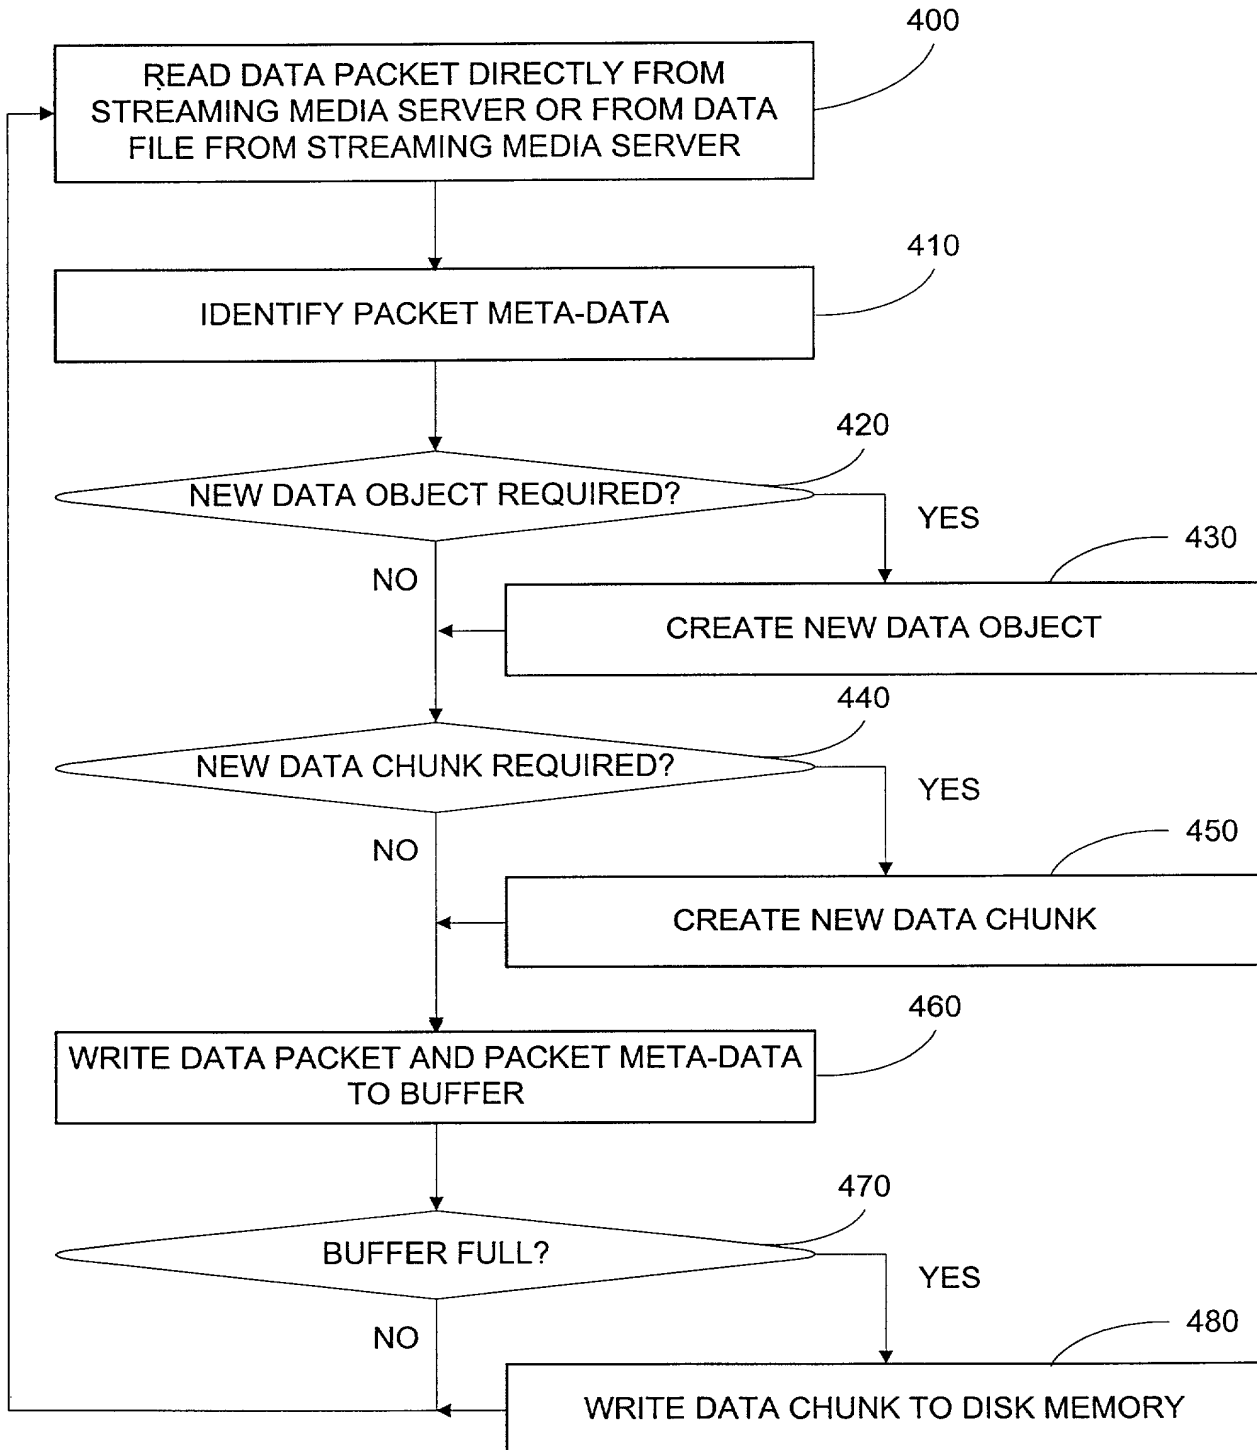 400
READ DATA PACKET DIRECTLY FROM
STREAMING MEDIA SERVER OR FROM DATA
FILE FROM STREAMING MEDIA SERVER
410
IDENTIFY PACKET META-DATA
420
NEW DATA OBJECT REQUIRED?
YES
430
NO
CREATE NEW DATA OBJECT
440
NEW DATA CHUNK REQUIRED?
YES
450
NO
CREATE NEW DATA CHUNK
460
WRITE DATA PACKET AND PACKET META-DATA
TO BUFFER
470
BUFFER FULL?
YES
480
NO
WRITE DATA CHUNK TO DISK MEMORY